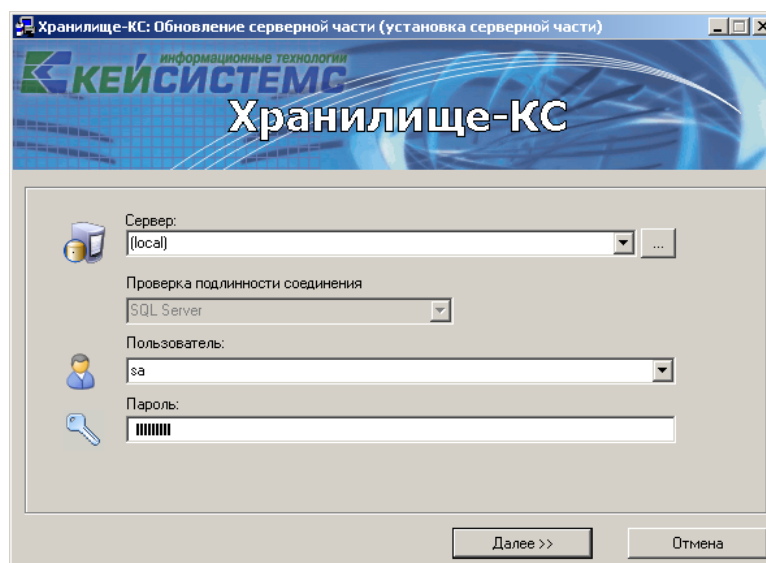 Хранилище-КС: Обновление серверной части (установка серверной части)
информационные технологии
КЕЙСИСТЕМС
Хранилище-КС
Сервер:
(local)
...
Проверка подлинности соединения
SQL Server
Пользователь:
sa
Пароль:
Далее >>
Отмена